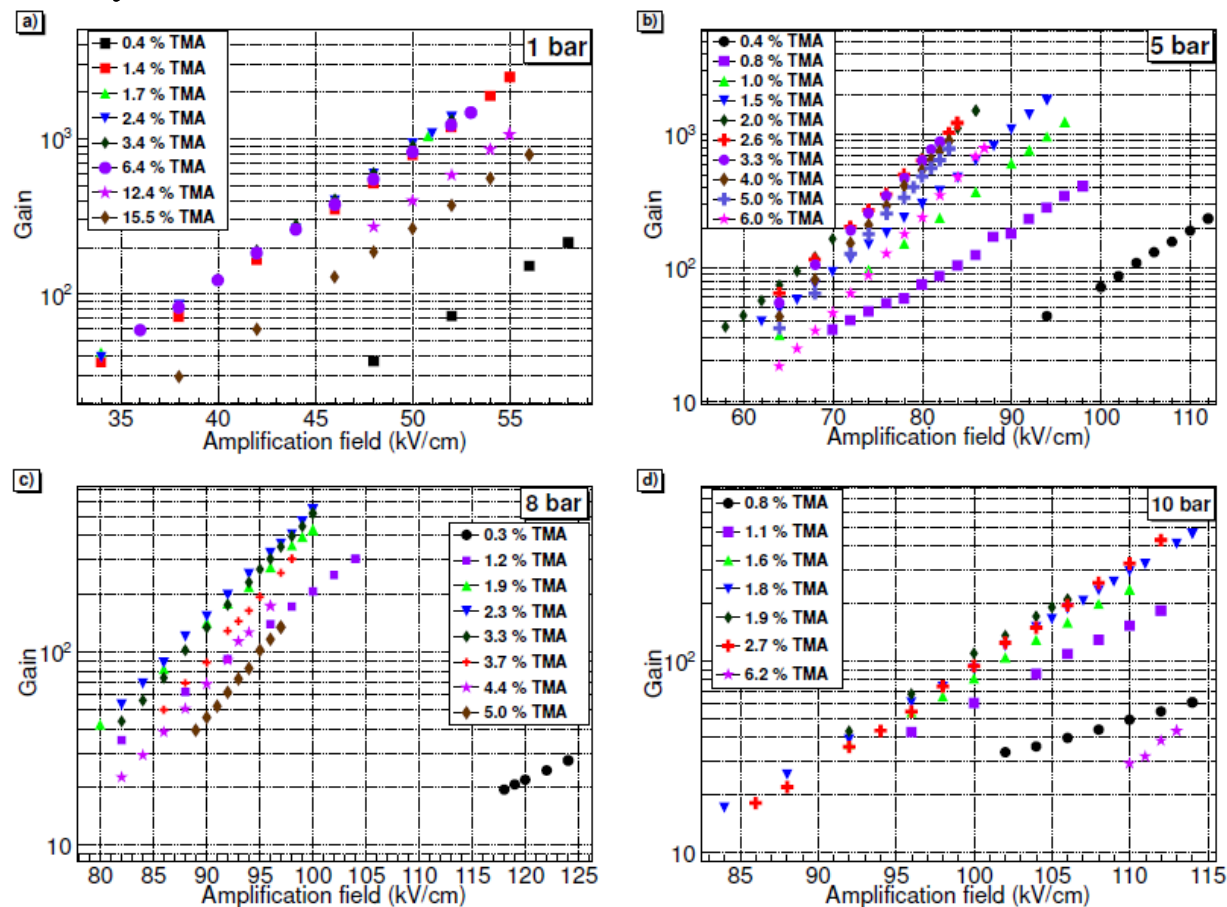 a)
1 bar
0.4 % TMA
1.4 % TMA
1.7 % TMA
2.4 % TMA
3.4 % TMA
6.4 % TMA
12.4 % TMA
15.5 % TMA
Gain
10³
10²
35 40 45 50 55
Amplification field (kV/cm)
b)
5 bar
0.4 % TMA
0.8 % TMA
1.0 % TMA
1.5 % TMA
2.0 % TMA
2.6 % TMA
3.3 % TMA
4.0 % TMA
5.0 % TMA
6.0 % TMA
Gain
10³
10²
10
60 70 80 90 100 110
Amplification field (kV/cm)
c)
8 bar
0.3 % TMA
1.2 % TMA
1.9 % TMA
2.3 % TMA
3.3 % TMA
3.7 % TMA
4.4 % TMA
5.0 % TMA
Gain
10²
10
80 85 90 95 100 105 110 115 120 125
Amplification field (kV/cm)
d)
10 bar
0.8 % TMA
1.1 % TMA
1.6 % TMA
1.8 % TMA
1.9 % TMA
2.7 % TMA
6.2 % TMA
Gain
10²
10
85 90 95 100 105 110 115
Amplification field (kV/cm)